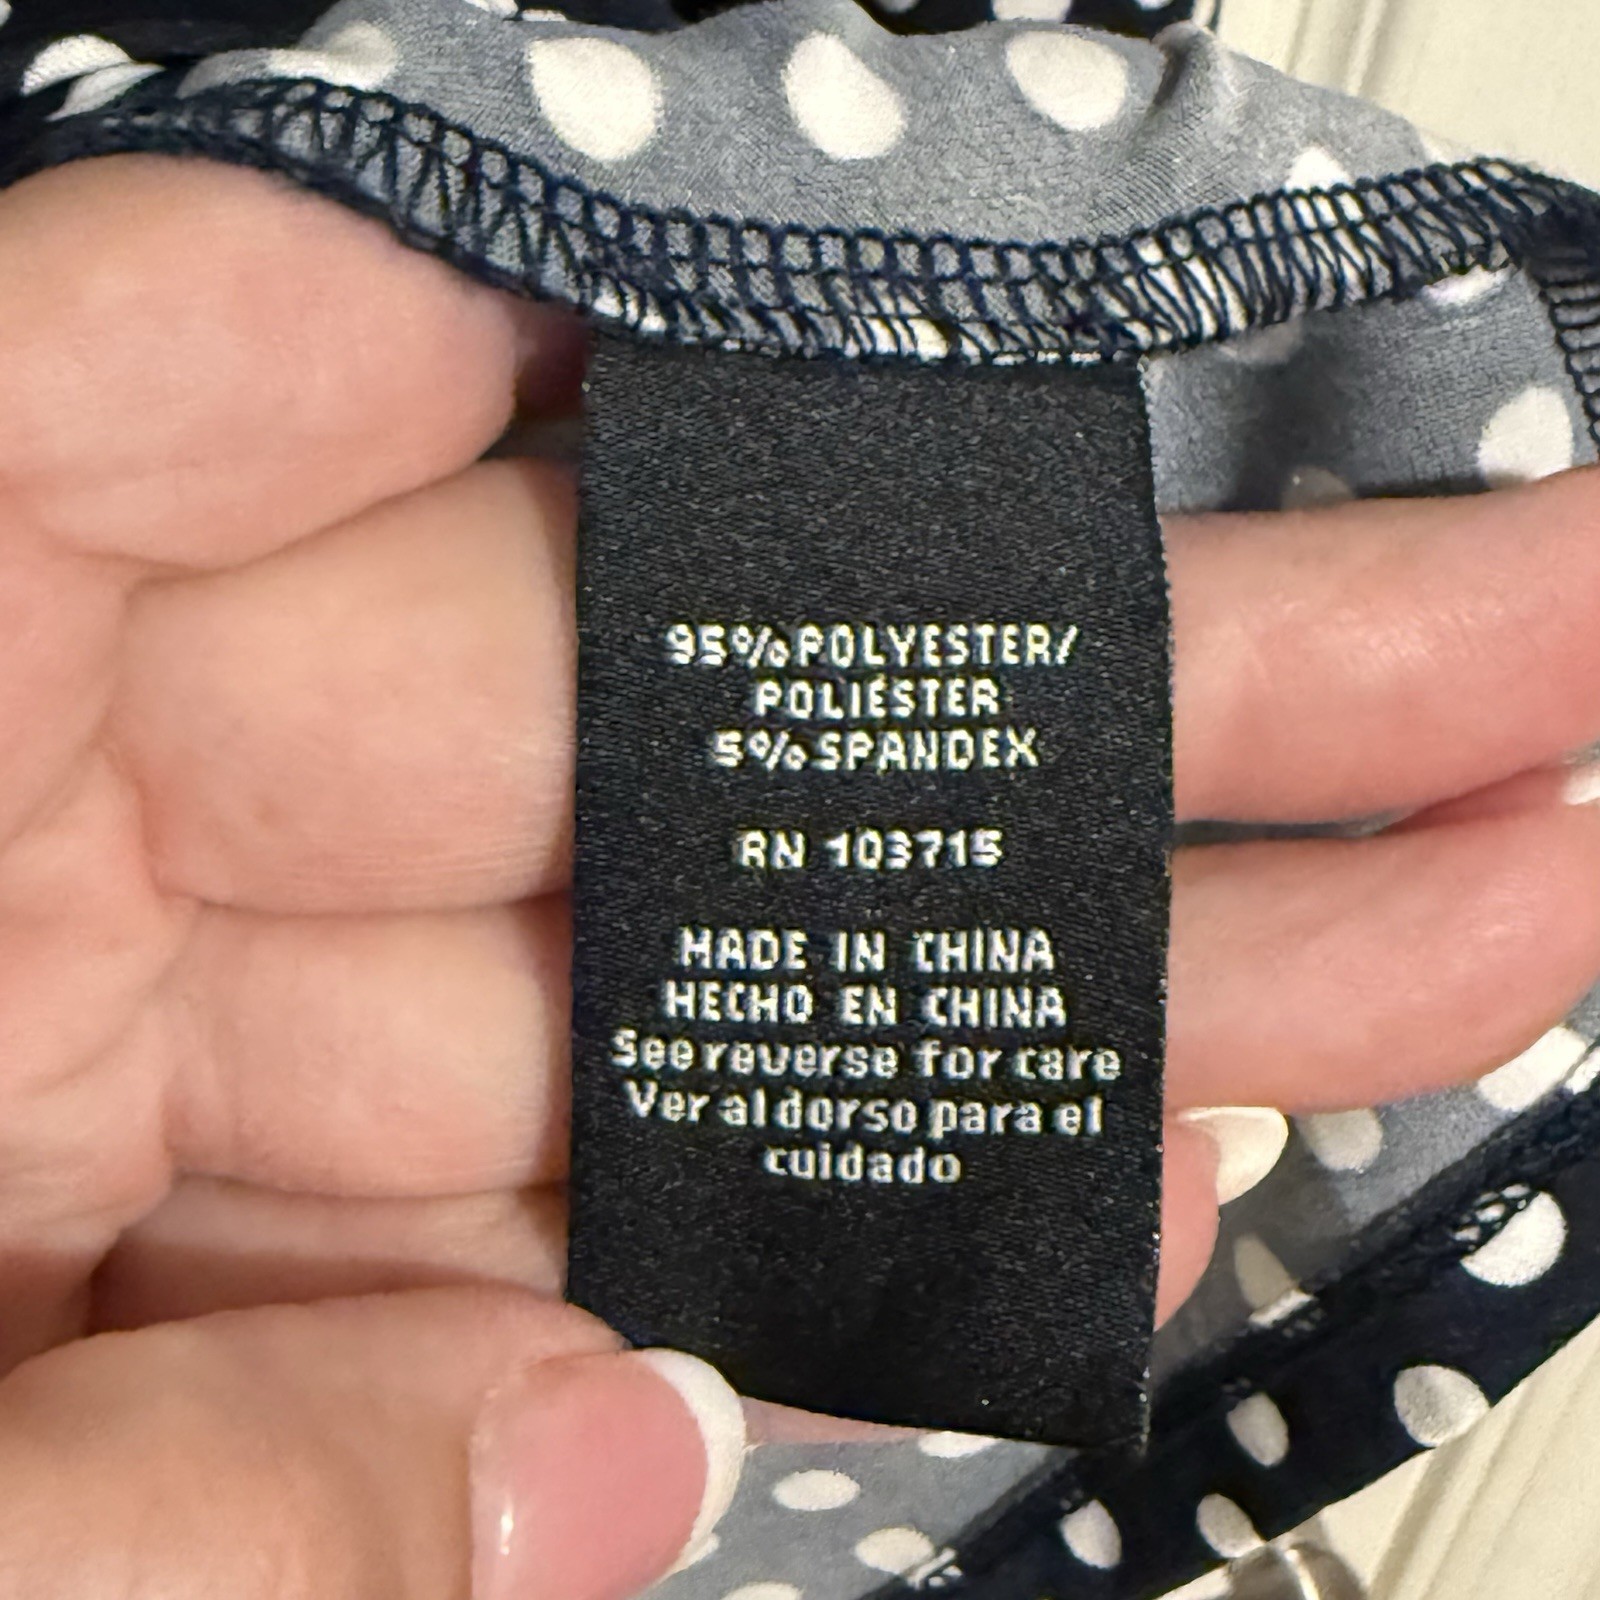 95% POLYESTER/
POLIÉSTER
5% SPANDEX
RN 103715
MADE IN CHINA
HECHO EN CHINA
See reverse for care
Ver al dorso para el
cuidado